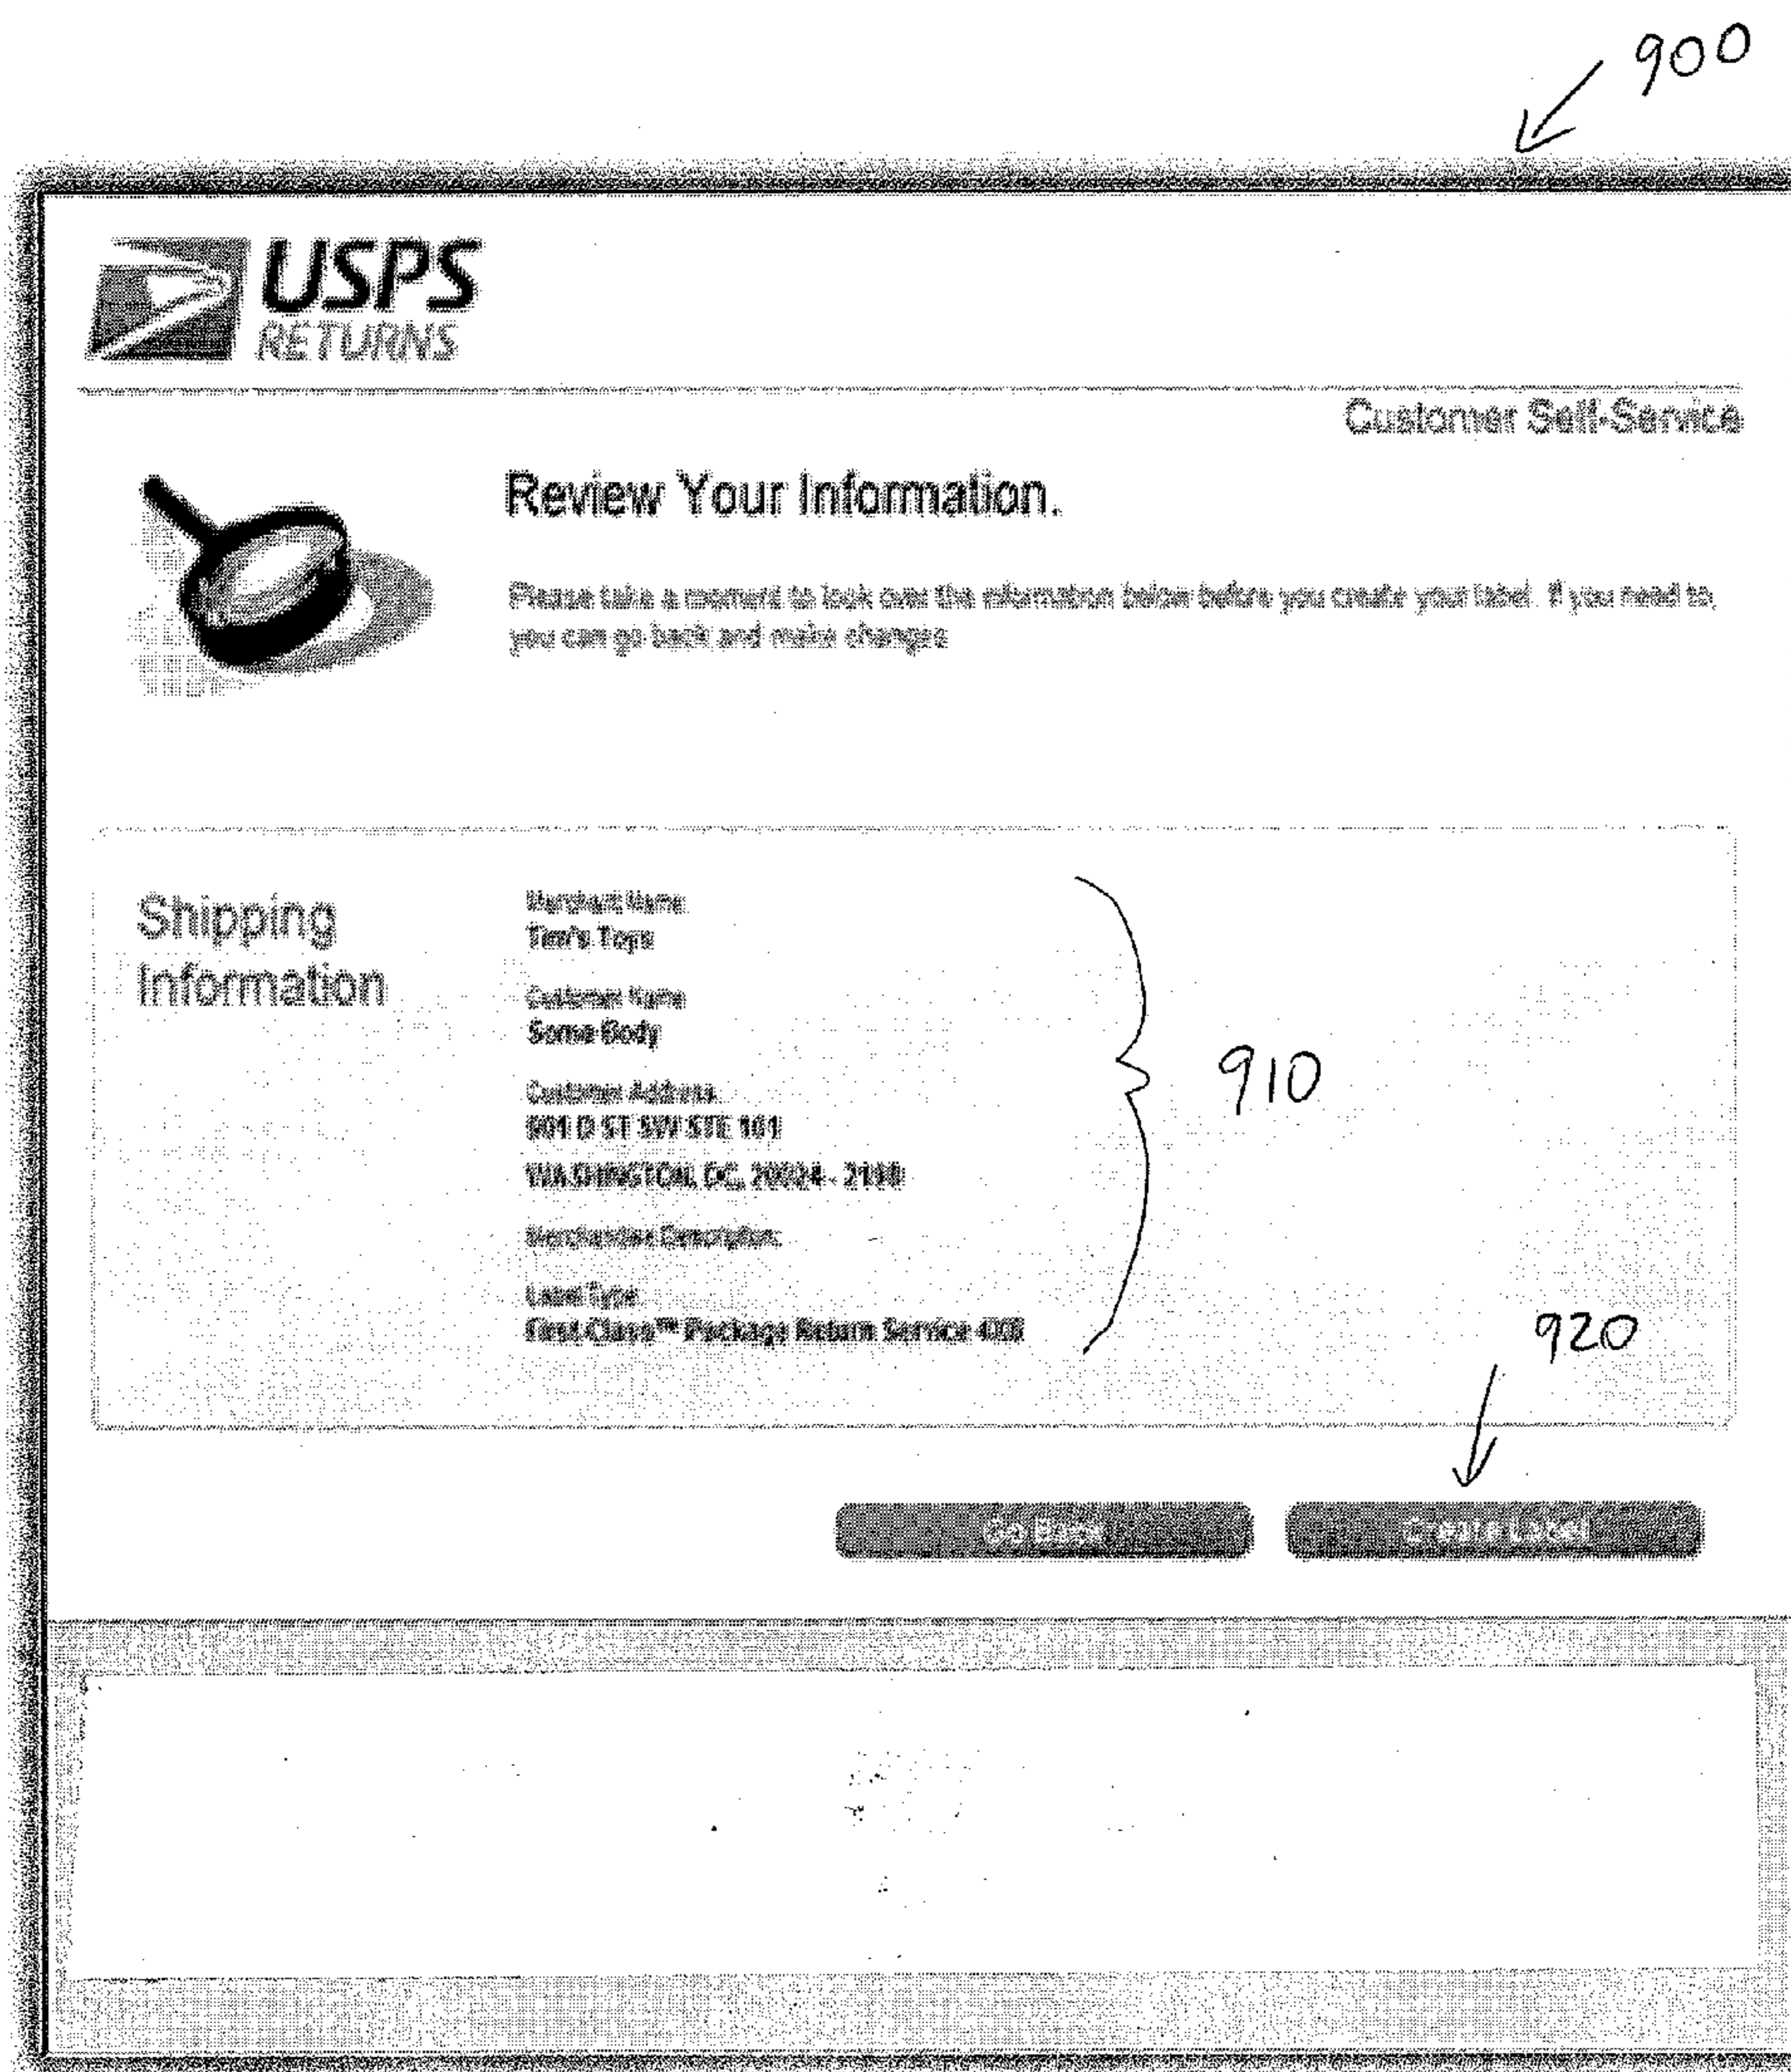 900
USPS
RETURNS
Customer Self-Service
Review Your Information.
Please take a moment to look over the information below before you create your label. If you need to,
you can go back and make changes
Shipping
Information
Merchant Name
Tim's Toys
Customer Name
Some Body
910
Customer Address
ST SW STE 101
WASHINGTON, DC,
Merchandise Description:
Label Type
First-Class™ Package Return Service
920
Go Back
Create Label